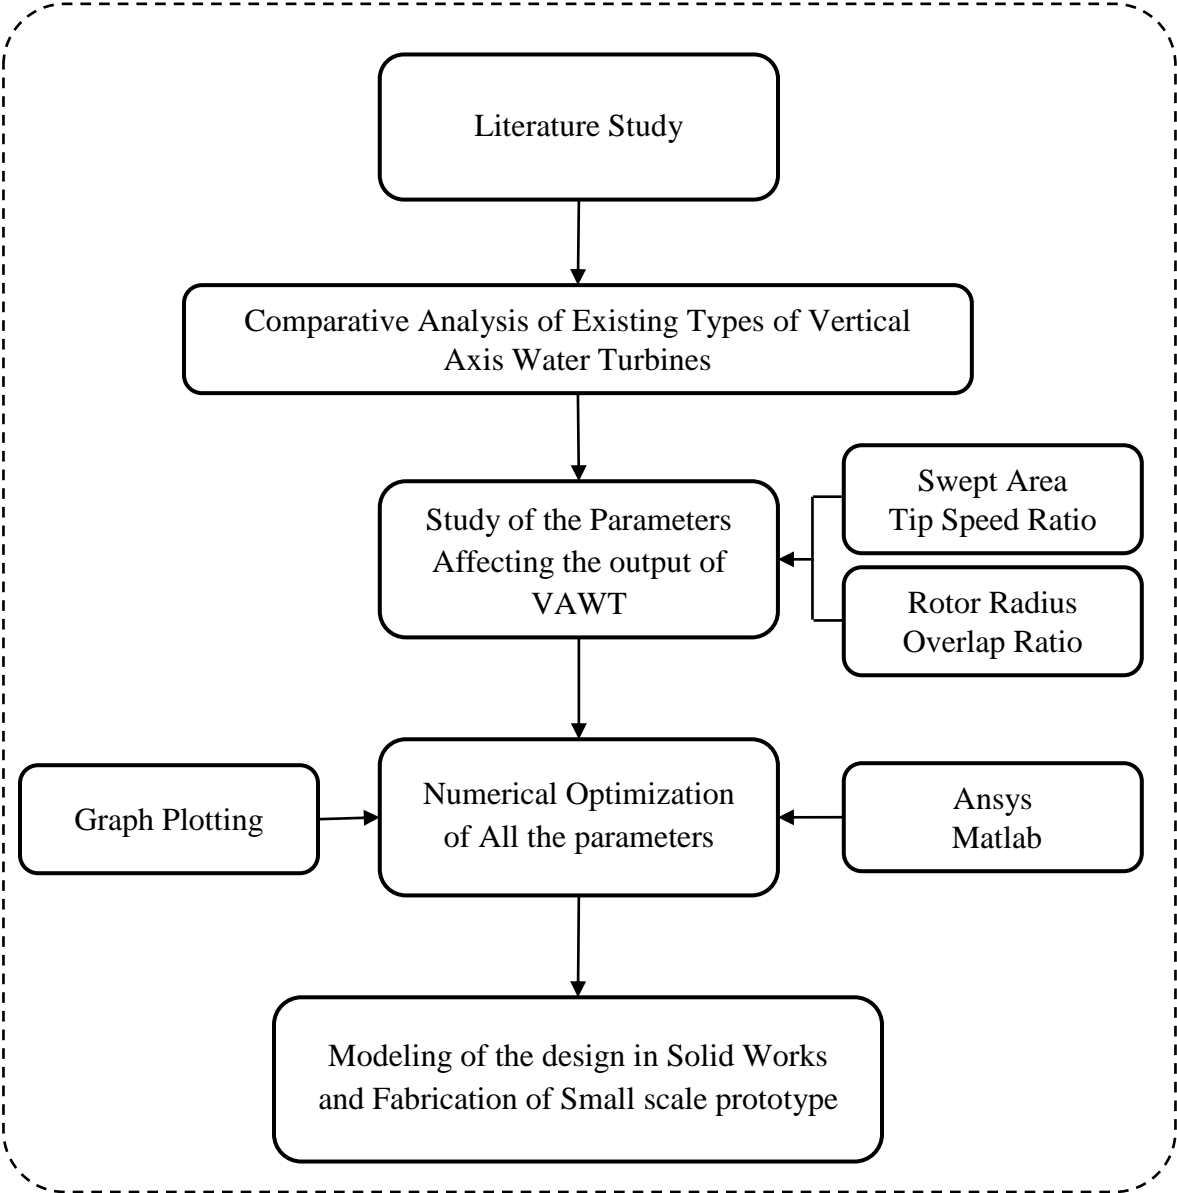 Literature Study
Comparative Analysis of Existing Types of Vertical
Axis Water Turbines
Study of the Parameters
Affecting the output of
VAWT
Swept Area
Tip Speed Ratio
Rotor Radius
Overlap Ratio
Graph Plotting
Numerical Optimization
of All the parameters
Ansys
Matlab
Modeling of the design in Solid Works
and Fabrication of Small scale prototype